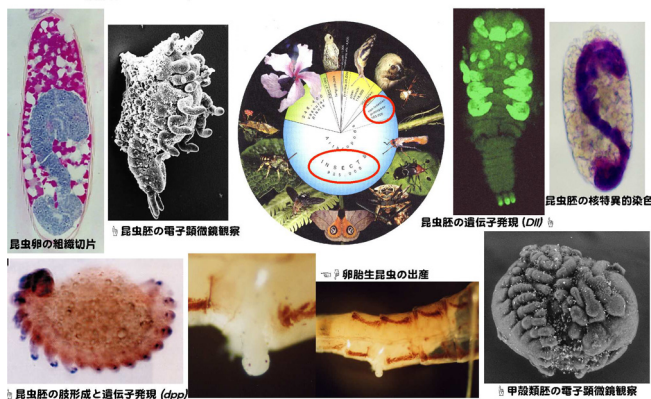 昆虫卵の組織切片
☝昆虫胚の電子顕微鏡観察
INSECTS
昆虫胚の遺伝子発現 (Dll) ☝
昆虫胚の核特異的染色
☜☟卵胎生昆虫の出産
☝昆虫胚の肢形成と遺伝子発現 (dpp)
☝甲殻類胚の電子顕微鏡観察